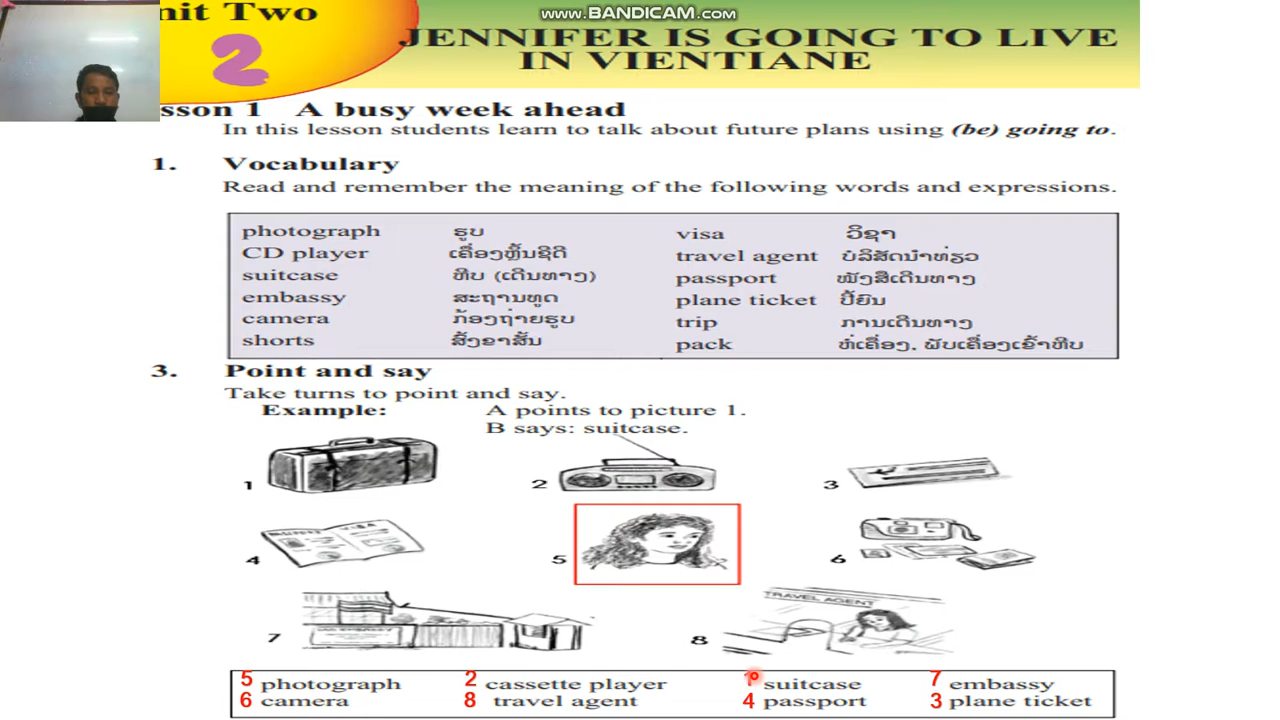 www.BANDICAM.com
nit Two
2
JENNIFER IS GOING TO LIVE
IN VIENTIANE
sson 1 A busy week ahead
In this lesson students learn to talk about future plans using (be) going to.
1. Vocabulary
Read and remember the meaning of the following words and expressions.
photograph ຮູບ visa ວິຊາ
CD player ເຄື່ອງຫຼິ້ນຊີດີ travel agent ບໍລິສັດນຳທ່ຽວ
suitcase ຫີບ (ເດີນທາງ) passport ໜັງສືເດີນທາງ
embassy ສະຖານທູດ plane ticket ປີ້ຍົນ
camera ກ້ອງຖ່າຍຮູບ trip ການເດີນທາງ
shorts ສົ້ງຂາສັ້ນ pack ຫໍ່ເຄື່ອງ, ພັບເຄື່ອງເຂົ້າຫີບ
3. Point and say
Take turns to point and say.
Example: A points to picture 1.
B says: suitcase.
1 2 3
PASSPORT VISA
4 5 6
TRAVEL AGENT
7 8
5 photograph 2 cassette player 1 suitcase 7 embassy
6 camera 8 travel agent 4 passport 3 plane ticket